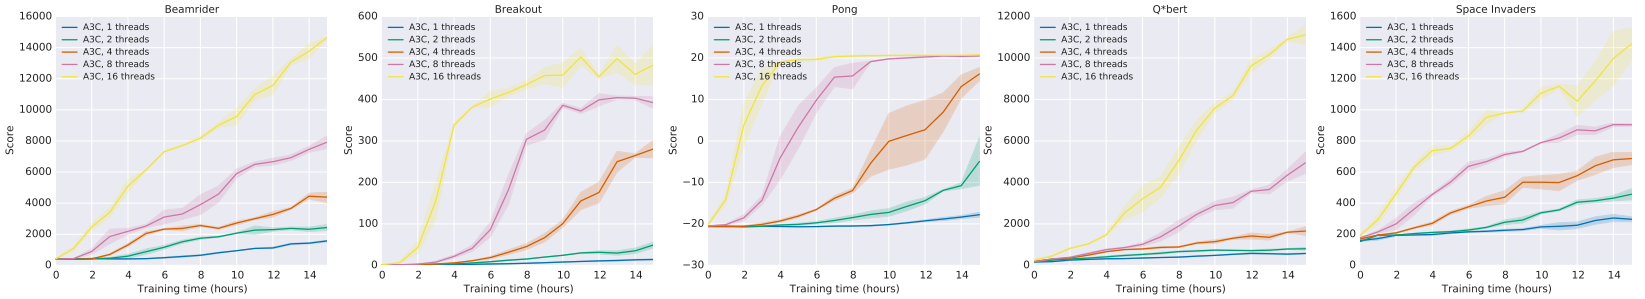 Beamrider
16000
14000
12000
10000
8000
6000
4000
2000
0
0 2 4 6 8 10 12 14
Score
Training time (hours)
A3C, 1 threads
A3C, 2 threads
A3C, 4 threads
A3C, 8 threads
A3C, 16 threads
Breakout
600
500
400
300
200
100
0
0 2 4 6 8 10 12 14
Score
Training time (hours)
A3C, 1 threads
A3C, 2 threads
A3C, 4 threads
A3C, 8 threads
A3C, 16 threads
Pong
30
20
10
0
−10
−20
−30
0 2 4 6 8 10 12 14
Score
Training time (hours)
A3C, 1 threads
A3C, 2 threads
A3C, 4 threads
A3C, 8 threads
A3C, 16 threads
Q*bert
12000
10000
8000
6000
4000
2000
0
0 2 4 6 8 10 12 14
Score
Training time (hours)
A3C, 1 threads
A3C, 2 threads
A3C, 4 threads
A3C, 8 threads
A3C, 16 threads
Space Invaders
1600
1400
1200
1000
800
600
400
200
0
0 2 4 6 8 10 12 14
Score
Training time (hours)
A3C, 1 threads
A3C, 2 threads
A3C, 4 threads
A3C, 8 threads
A3C, 16 threads